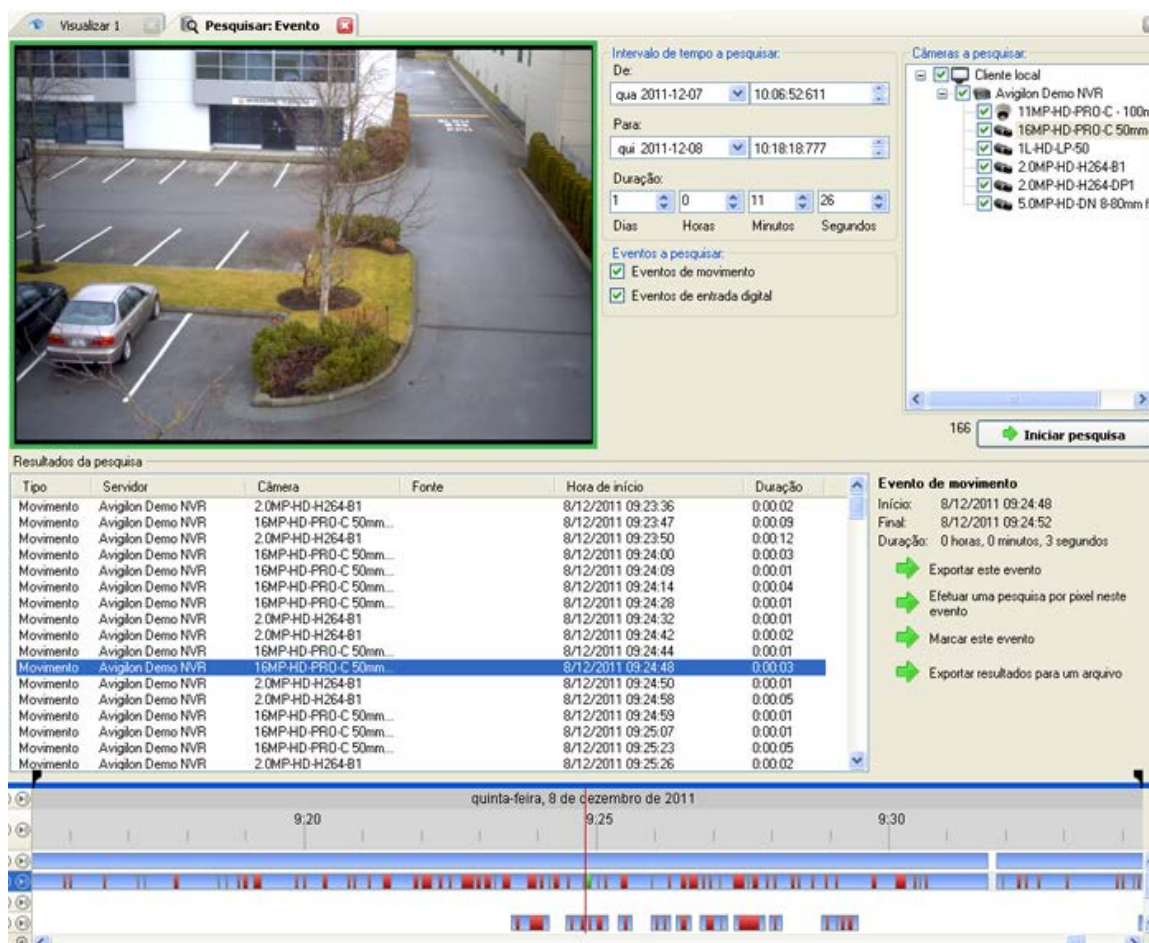 Visualizar 1
Pesquisar: Evento
Intervalo de tempo a pesquisar:
De:
qua 2011-12-07 10:06:52:611
Para:
qui 2011-12-08 10:18:18:777
Duração:
1 0 11 26
Dias Horas Minutos Segundos
Eventos a pesquisar:
Eventos de movimento
Eventos de entrada digital
Câmeras a pesquisar:
Cliente local
Avigilon Demo NVR
11MP-HD-PRO-C - 100m
16MP-HD-PRO-C 50mm
1L-HD-LP-50
2.0MP-HD-H264-B1
2.0MP-HD-H264-DP1
5.0MP-HD-DN 8-80mm f
166 Iniciar pesquisa
Resultados da pesquisa
Tipo Servidor Câmera Fonte Hora de início Duração
Movimento Avigilon Demo NVR 2.0MP-HD-H264-B1 8/12/2011 09:23:36 0:00:02
Movimento Avigilon Demo NVR 16MP-HD-PRO-C 50mm... 8/12/2011 09:23:47 0:00:09
Movimento Avigilon Demo NVR 2.0MP-HD-H264-B1 8/12/2011 09:23:50 0:00:12
Movimento Avigilon Demo NVR 16MP-HD-PRO-C 50mm... 8/12/2011 09:24:00 0:00:03
Movimento Avigilon Demo NVR 16MP-HD-PRO-C 50mm... 8/12/2011 09:24:09 0:00:01
Movimento Avigilon Demo NVR 16MP-HD-PRO-C 50mm... 8/12/2011 09:24:14 0:00:04
Movimento Avigilon Demo NVR 16MP-HD-PRO-C 50mm... 8/12/2011 09:24:28 0:00:01
Movimento Avigilon Demo NVR 2.0MP-HD-H264-B1 8/12/2011 09:24:32 0:00:01
Movimento Avigilon Demo NVR 2.0MP-HD-H264-B1 8/12/2011 09:24:42 0:00:02
Movimento Avigilon Demo NVR 16MP-HD-PRO-C 50mm... 8/12/2011 09:24:44 0:00:01
Movimento Avigilon Demo NVR 16MP-HD-PRO-C 50mm... 8/12/2011 09:24:48 0:00:03
Movimento Avigilon Demo NVR 2.0MP-HD-H264-B1 8/12/2011 09:24:50 0:00:01
Movimento Avigilon Demo NVR 2.0MP-HD-H264-B1 8/12/2011 09:24:58 0:00:05
Movimento Avigilon Demo NVR 16MP-HD-PRO-C 50mm... 8/12/2011 09:24:59 0:00:01
Movimento Avigilon Demo NVR 16MP-HD-PRO-C 50mm... 8/12/2011 09:25:07 0:00:01
Movimento Avigilon Demo NVR 16MP-HD-PRO-C 50mm... 8/12/2011 09:25:23 0:00:05
Movimento Avigilon Demo NVR 2.0MP-HD-H264-B1 8/12/2011 09:25:26 0:00:02
Evento de movimento
Início: 8/12/2011 09:24:48
Final: 8/12/2011 09:24:52
Duração: 0 horas, 0 minutos, 3 segundos
Exportar este evento
Efetuar uma pesquisa por pixel neste
evento
Marcar este evento
Exportar resultados para um arquivo
quinta-feira, 8 de dezembro de 2011
9:20 9:25 9:30